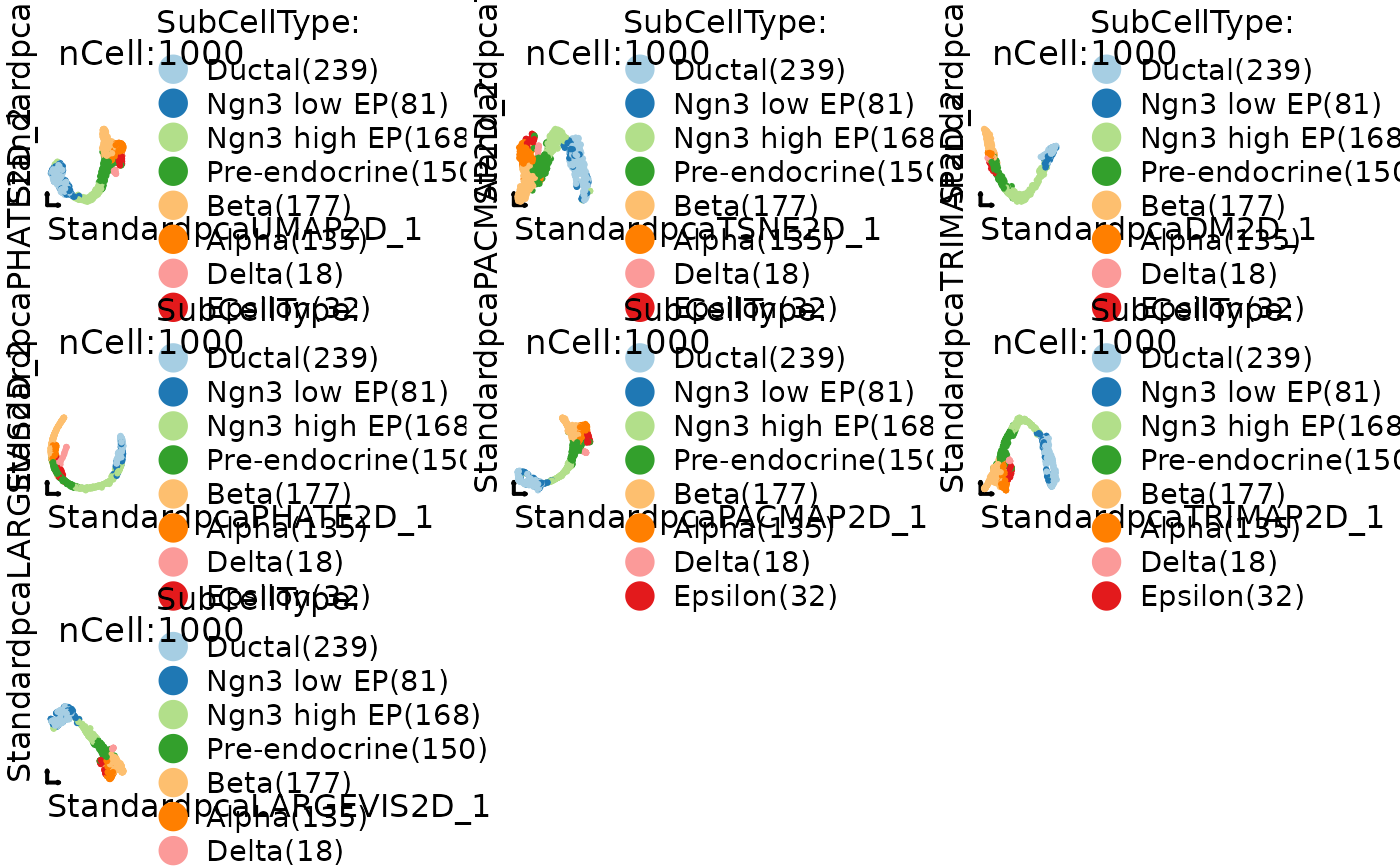 SubCellType:
nCell:1000
Ductal(239)
Ngn3 low EP(81)
Ngn3 high EP(168
Pre-endocrine(150
Beta(177)
Alpha(135)
Delta(18)
Epsilon(32)
StandardpcaUMAP2D_1
SubCellType:
nCell:1000
Ductal(239)
Ngn3 low EP(81)
Ngn3 high EP(168
Pre-endocrine(150
Beta(177)
Alpha(135)
Delta(18)
Epsilon(32)
StandardpcaTSNE2D_1
SubCellType:
nCell:1000
Ductal(239)
Ngn3 low EP(81)
Ngn3 high EP(168
Pre-endocrine(150
Beta(177)
Alpha(135)
Delta(18)
Epsilon(32)
StandardpcaDM2D_1
StandardpcaPHATE2D_2
SubCellType:
nCell:1000
Ductal(239)
Ngn3 low EP(81)
Ngn3 high EP(168
Pre-endocrine(150
Beta(177)
Alpha(135)
Delta(18)
Epsilon(32)
StandardpcaPHATE2D_1
StandardpcaPACMAP2D_2
SubCellType:
nCell:1000
Ductal(239)
Ngn3 low EP(81)
Ngn3 high EP(168
Pre-endocrine(150
Beta(177)
Alpha(135)
Delta(18)
Epsilon(32)
StandardpcaPACMAP2D_1
SubCellType:
nCell:1000
Ductal(239)
Ngn3 low EP(81)
Ngn3 high EP(168
Pre-endocrine(150
Beta(177)
Alpha(135)
Delta(18)
Epsilon(32)
StandardpcaTRIMAP2D_1
StandardpcaLARGEVIS2D_2
SubCellType:
nCell:1000
Ductal(239)
Ngn3 low EP(81)
Ngn3 high EP(168)
Pre-endocrine(150)
Beta(177)
Alpha(135)
Delta(18)
StandardpcaLARGEVIS2D_1